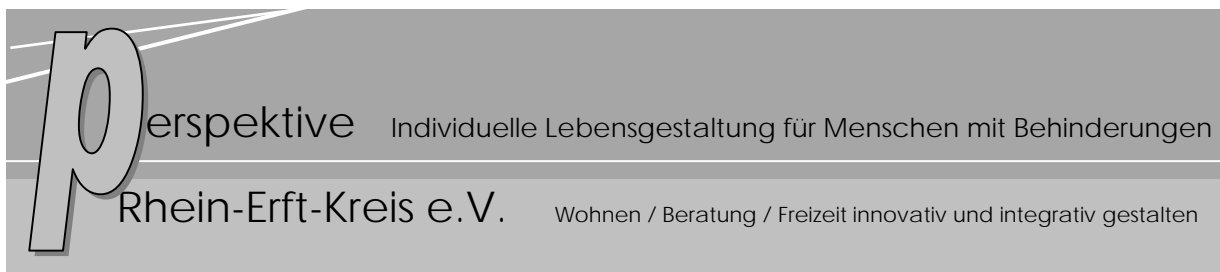 perspektive Individuelle Lebensgestaltung für Menschen mit Behinderungen
Rhein-Erft-Kreis e.V. Wohnen / Beratung / Freizeit innovativ und integrativ gestalten